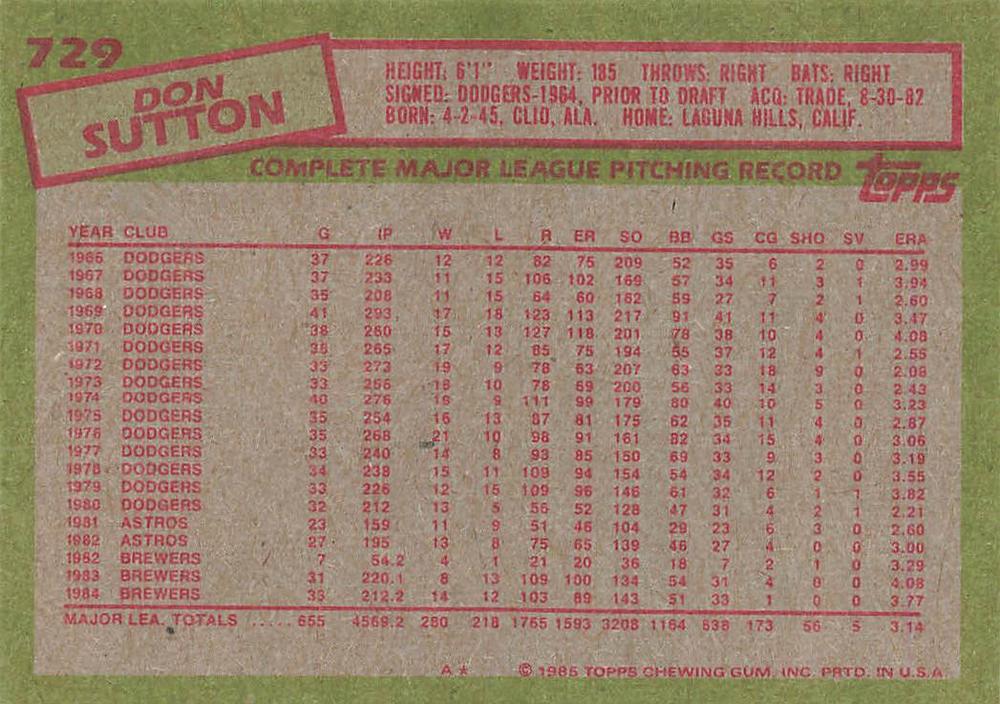 729
DON
SUTTON
HEIGHT: 6'1" WEIGHT: 185 THROWS: RIGHT BATS: RIGHT
SIGNED: DODGERS-1964, PRIOR TO DRAFT ACQ: TRADE, 8-30-82
BORN: 4-2-45, CLIO, ALA. HOME: LAGUNA HILLS, CALIF.
COMPLETE MAJOR LEAGUE PITCHING RECORD
TOPPS
YEAR CLUB G IP W L R ER SO BB GS CG SHO SV ERA
1966 DODGERS 37 226 12 12 82 75 209 52 35 6 2 0 2.99
1967 DODGERS 37 233 11 15 106 102 169 57 34 11 3 1 3.94
1968 DODGERS 35 208 11 15 64 60 162 59 27 7 2 1 2.60
1969 DODGERS 41 293 17 18 123 113 217 91 41 11 4 0 3.47
1970 DODGERS 38 260 15 13 127 118 201 78 38 10 4 0 4.08
1971 DODGERS 38 265 17 12 85 75 194 55 37 12 4 1 2.55
1972 DODGERS 33 273 19 9 78 63 207 63 33 18 9 0 2.08
1973 DODGERS 33 256 18 10 78 69 200 56 33 14 3 0 2.43
1974 DODGERS 40 276 19 9 111 99 179 80 40 10 5 0 3.23
1975 DODGERS 35 254 16 13 87 81 175 62 35 11 4 0 2.87
1976 DODGERS 35 268 21 10 98 91 161 82 34 15 4 0 3.06
1977 DODGERS 33 240 14 8 93 85 150 69 33 9 3 0 3.19
1978 DODGERS 34 238 15 11 109 94 154 54 34 12 2 0 3.55
1979 DODGERS 33 226 12 15 109 96 146 61 32 6 1 1 3.82
1980 DODGERS 32 212 13 5 56 52 128 47 31 4 2 1 2.21
1981 ASTROS 23 159 11 9 51 46 104 29 23 6 3 0 2.60
1982 ASTROS 27 195 13 8 75 65 139 46 27 4 0 0 3.00
1982 BREWERS 7 54.2 4 1 21 20 36 18 7 2 1 0 3.29
1983 BREWERS 31 220.1 8 13 109 100 134 54 31 4 0 0 4.08
1984 BREWERS 33 212.2 14 12 103 89 143 51 33 1 0 0 3.77
MAJOR LEA. TOTALS ..... 655 4569.2 280 218 1765 1593 3208 1164 638 173 56 5 3.14
A★ © 1985 TOPPS CHEWING GUM, INC. PRTD. IN U.S.A.